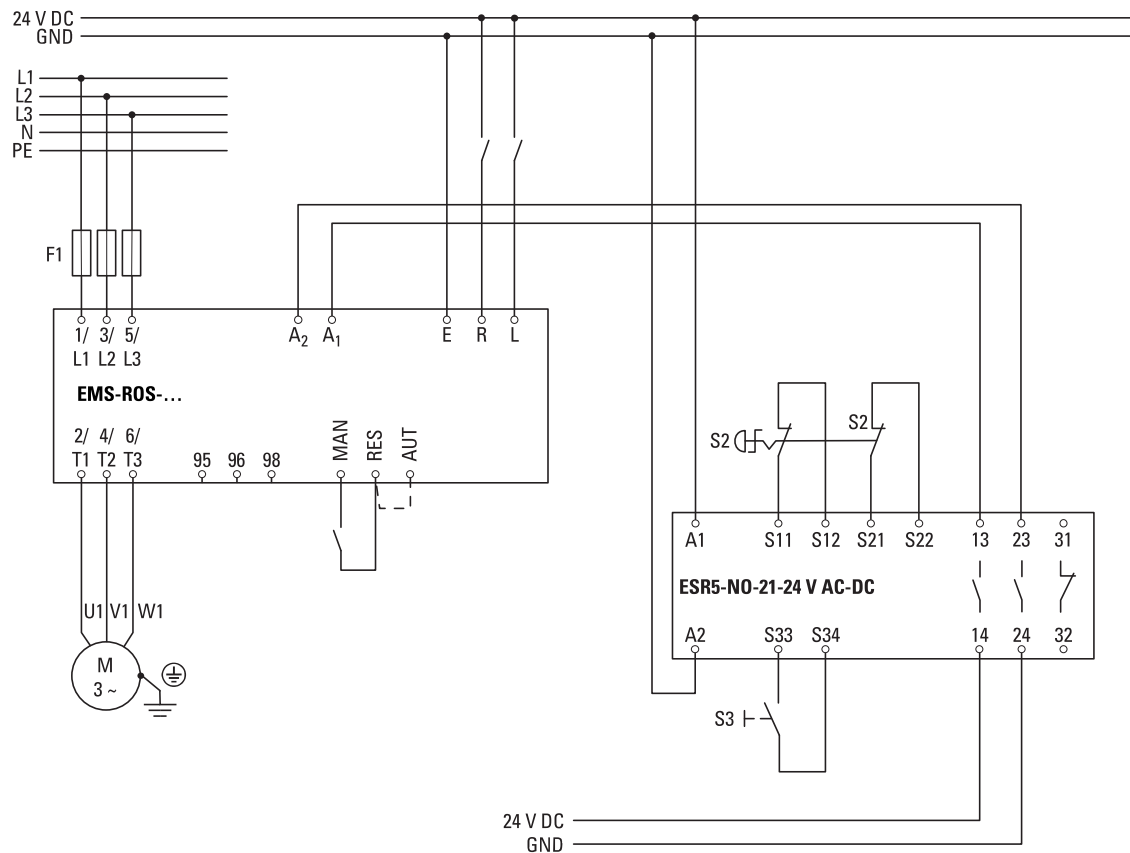 24 V DC
GND
L1
L2
L3
N
PE
F1
1/ 3/ 5/ A2 A1 E R L
L1 L2 L3
EMS-ROS-...
2/ 4/ 6/ MAN RES AUT
T1 T2 T3 95 96 98
S2 S2
A1 S11 S12 S21 S22 13 23 31
ESR5-NO-21-24 V AC-DC
A2 S33 S34 14 24 32
U1 V1 W1
M
3 ~
S3
24 V DC
GND